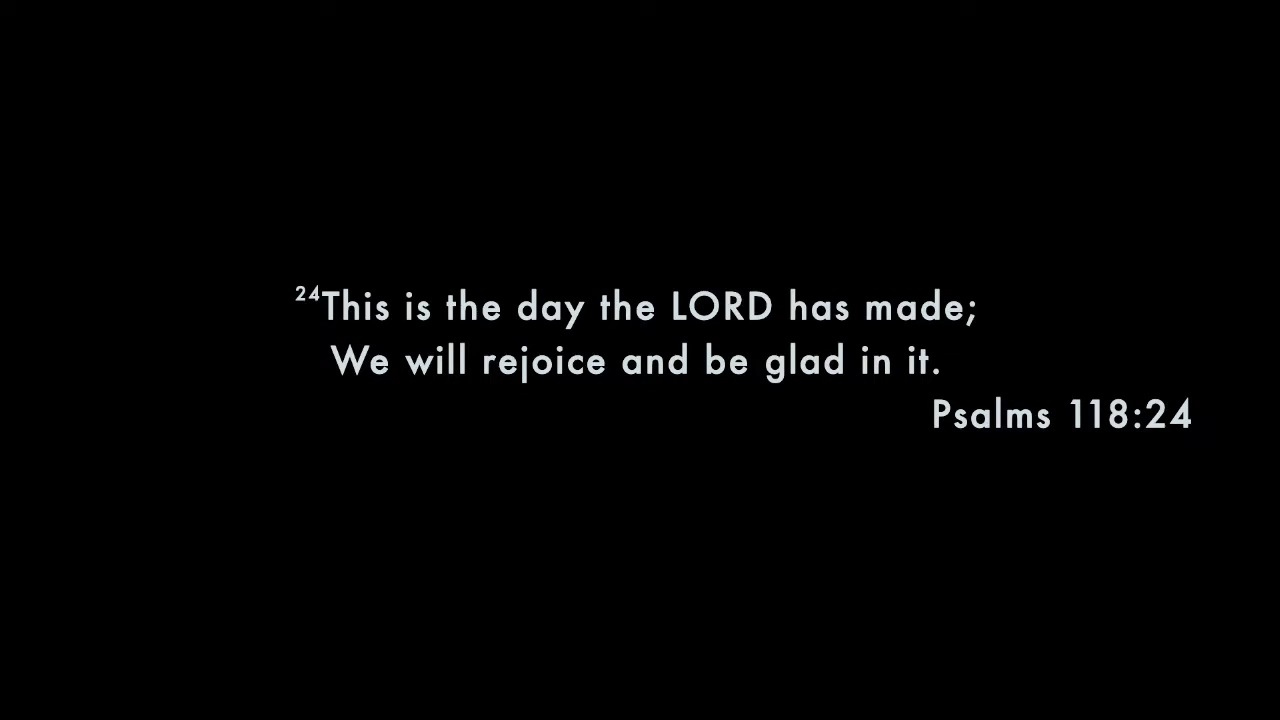 24This is the day the LORD has made;
We will rejoice and be glad in it.
Psalms 118:24